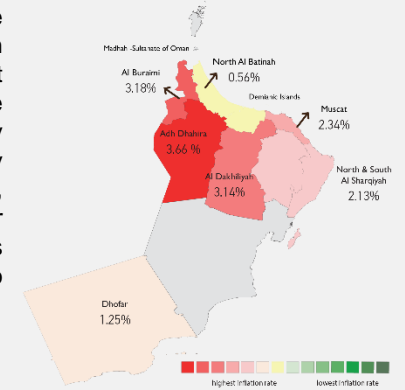 Madhah -Sultanate of Oman
North Al Batinah
0.56%
Al Buraimi
3.18%
Demianic Islands
Muscat
2.34%
Adh Dhahira
3.66 %
Al Dakhiliyah
3.14%
North & South
Al Sharqiyah
2.13%
Dhofar
1.25%
highest inflation rate
lowest inflation rate